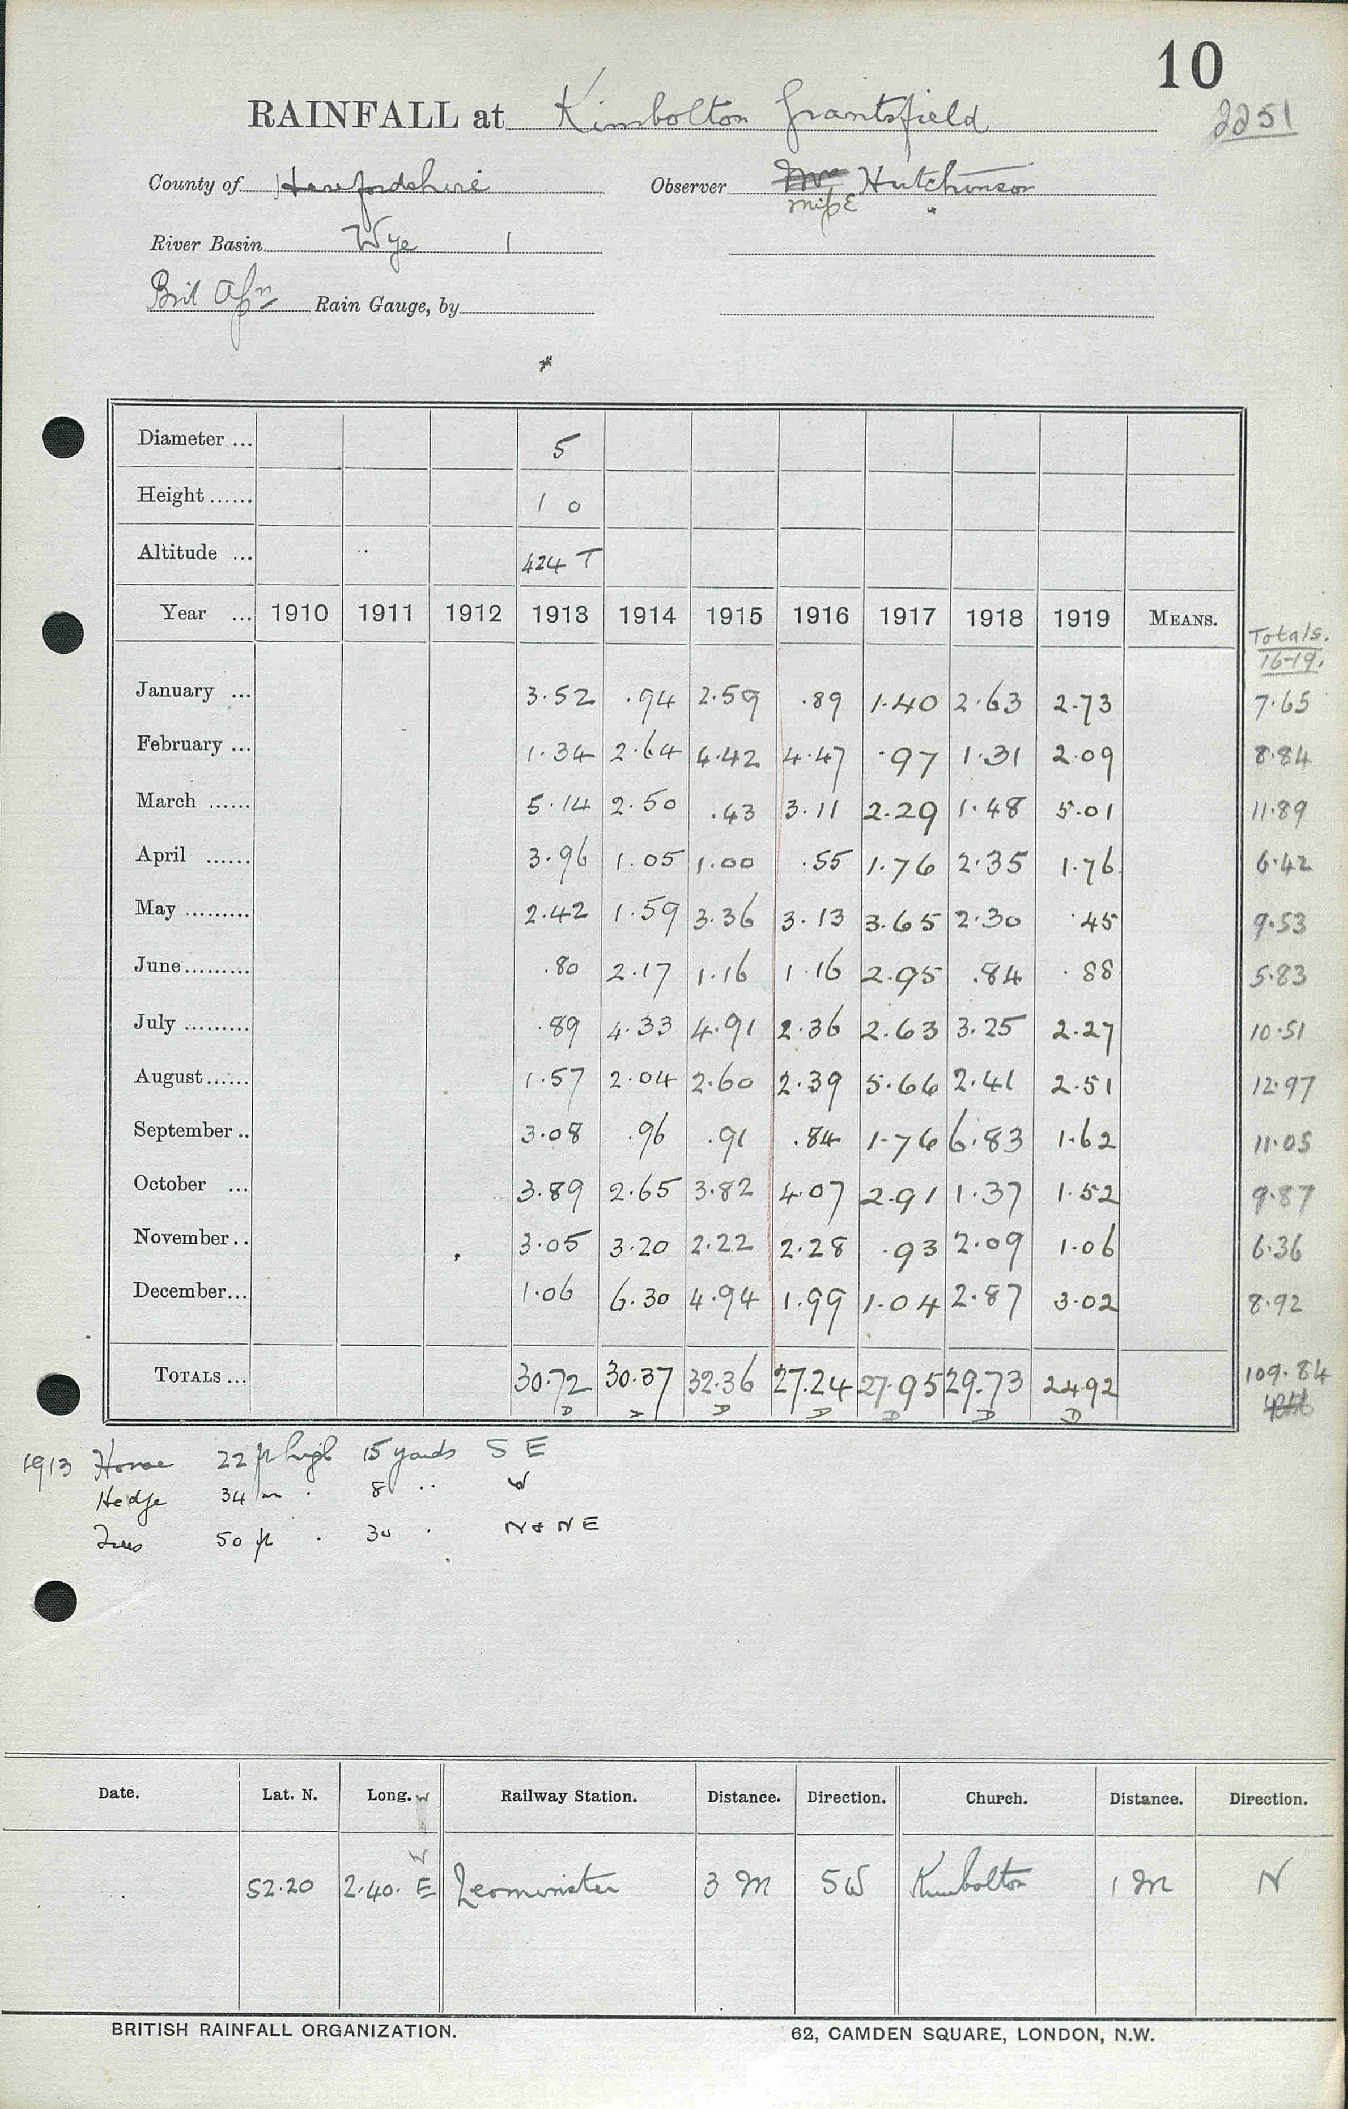 10
RAINFALL at Kimbolton Grantsfield 2251
County of Herefordshire Observer Mrs Hutchinson
Miss E
River Basin Wye 1
Brit Assn Rain Gauge, by
Diameter ... 5
Height ...... 1 0
Altitude ... 424 T
Year ... 1910 1911 1912 1913 1914 1915 1916 1917 1918 1919 MEANS. Totals. 16-19.
January ... 3.52 .94 2.59 .89 1.40 2.63 2.73 7.65
February ... 1.34 2.64 4.42 4.47 .97 1.31 2.09 8.84
March ...... 5.14 2.50 .43 3.11 2.29 1.48 5.01 11.89
April ...... 3.96 1.05 1.00 .55 1.76 2.35 1.76 6.42
May ......... 2.42 1.59 3.36 3.13 3.65 2.30 .45 9.53
June ......... .80 2.17 1.16 1.16 2.95 .84 .88 5.83
July ......... .89 4.33 4.91 2.36 2.63 3.25 2.27 10.51
August ...... 1.57 2.04 2.60 2.39 5.66 2.41 2.51 12.97
September .. 3.08 .96 .91 .84 1.76 6.83 1.62 11.05
October ... 3.89 2.65 3.82 4.07 2.91 1.37 1.52 9.87
November .. 3.05 3.20 2.22 2.28 .93 2.09 1.06 6.36
December ... 1.06 6.30 4.94 1.99 1.04 2.87 3.02 8.92
TOTALS ... 30.72 30.37 32.36 27.24 27.95 29.73 24.92 109.84
D D D D D D D
1913 House 22 ft high 15 yards S E
Hedge 34 in . 8 .. W
Trees 50 ft . 30 . N & N E
Date. Lat. N. Long. W Railway Station. Distance. Direction. Church. Distance. Direction.
W
52.20 2.40. E Leominster 3 M SW Kimbolton 1 M N
BRITISH RAINFALL ORGANIZATION. 62, CAMDEN SQUARE, LONDON, N.W.